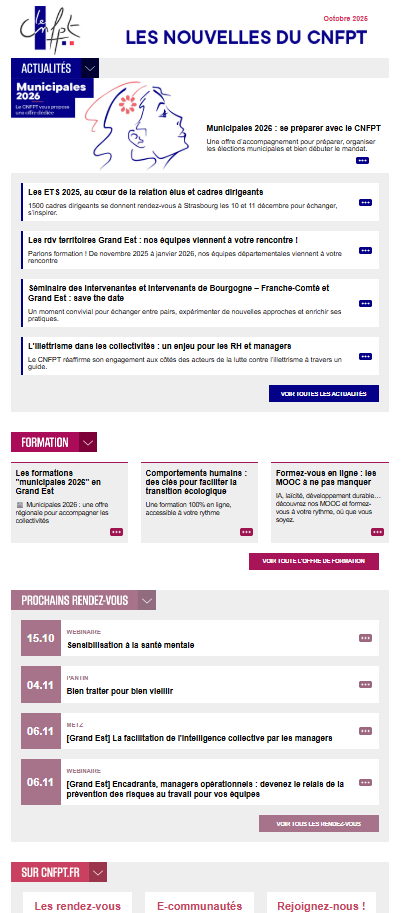 le cnfpt
Octobre 2025
LES NOUVELLES DU CNFPT
ACTUALITÉS
Municipales
2026
Le CNFPT vous propose
une offre dédiée
Municipales 2026 : se préparer avec le CNFPT
Une offre d'accompagnement pour préparer, organiser
les élections municipales et bien débuter le mandat.
Les ETS 2025, au cœur de la relation élus et cadres dirigeants
1500 cadres dirigeants se donnent rendez-vous à Strasbourg les 10 et 11 décembre pour échanger,
s'inspirer.
Les rdv territoires Grand Est : nos équipes viennent à votre rencontre !
Parlons formation ! De novembre 2025 à janvier 2026, nos équipes départementales viennent à votre
rencontre
Séminaire des intervenantes et intervenants de Bourgogne – Franche-Comté et
Grand Est : save the date
Un moment convivial pour échanger entre pairs, expérimenter de nouvelles approches et enrichir ses
pratiques.
L'illettrisme dans les collectivités : un enjeu pour les RH et managers
Le CNFPT réaffirme son engagement aux côtés des acteurs de la lutte contre l'illettrisme à travers un
guide.
VOIR TOUTES LES ACTUALITÉS
FORMATION
Les formations
"municipales 2026" en
Grand Est
Municipales 2026 : une offre
régionale pour accompagner les
collectivités
Comportements humains :
des clés pour faciliter la
transition écologique
Une formation 100% en ligne,
accessible à votre rythme
Formez-vous en ligne : les
MOOC à ne pas manquer
IA, laïcité, développement durable...
découvrez nos MOOC et formez-
vous à votre rythme, où que vous
soyez.
VOIR TOUTE L'OFFRE DE FORMATION
PROCHAINS RENDEZ-VOUS
15.10
WEBINAIRE
Sensibilisation à la santé mentale
04.11
PANTIN
Bien traiter pour bien vieillir
06.11
METZ
[Grand Est] La facilitation de l'intelligence collective par les managers
06.11
WEBINAIRE
[Grand Est] Encadrants, managers opérationnels : devenez le relais de la
prévention des risques au travail pour vos équipes
VOIR TOUS LES RENDEZ-VOUS
SUR CNFPT.FR
Les rendez-vous
E-communautés
Rejoignez-nous !